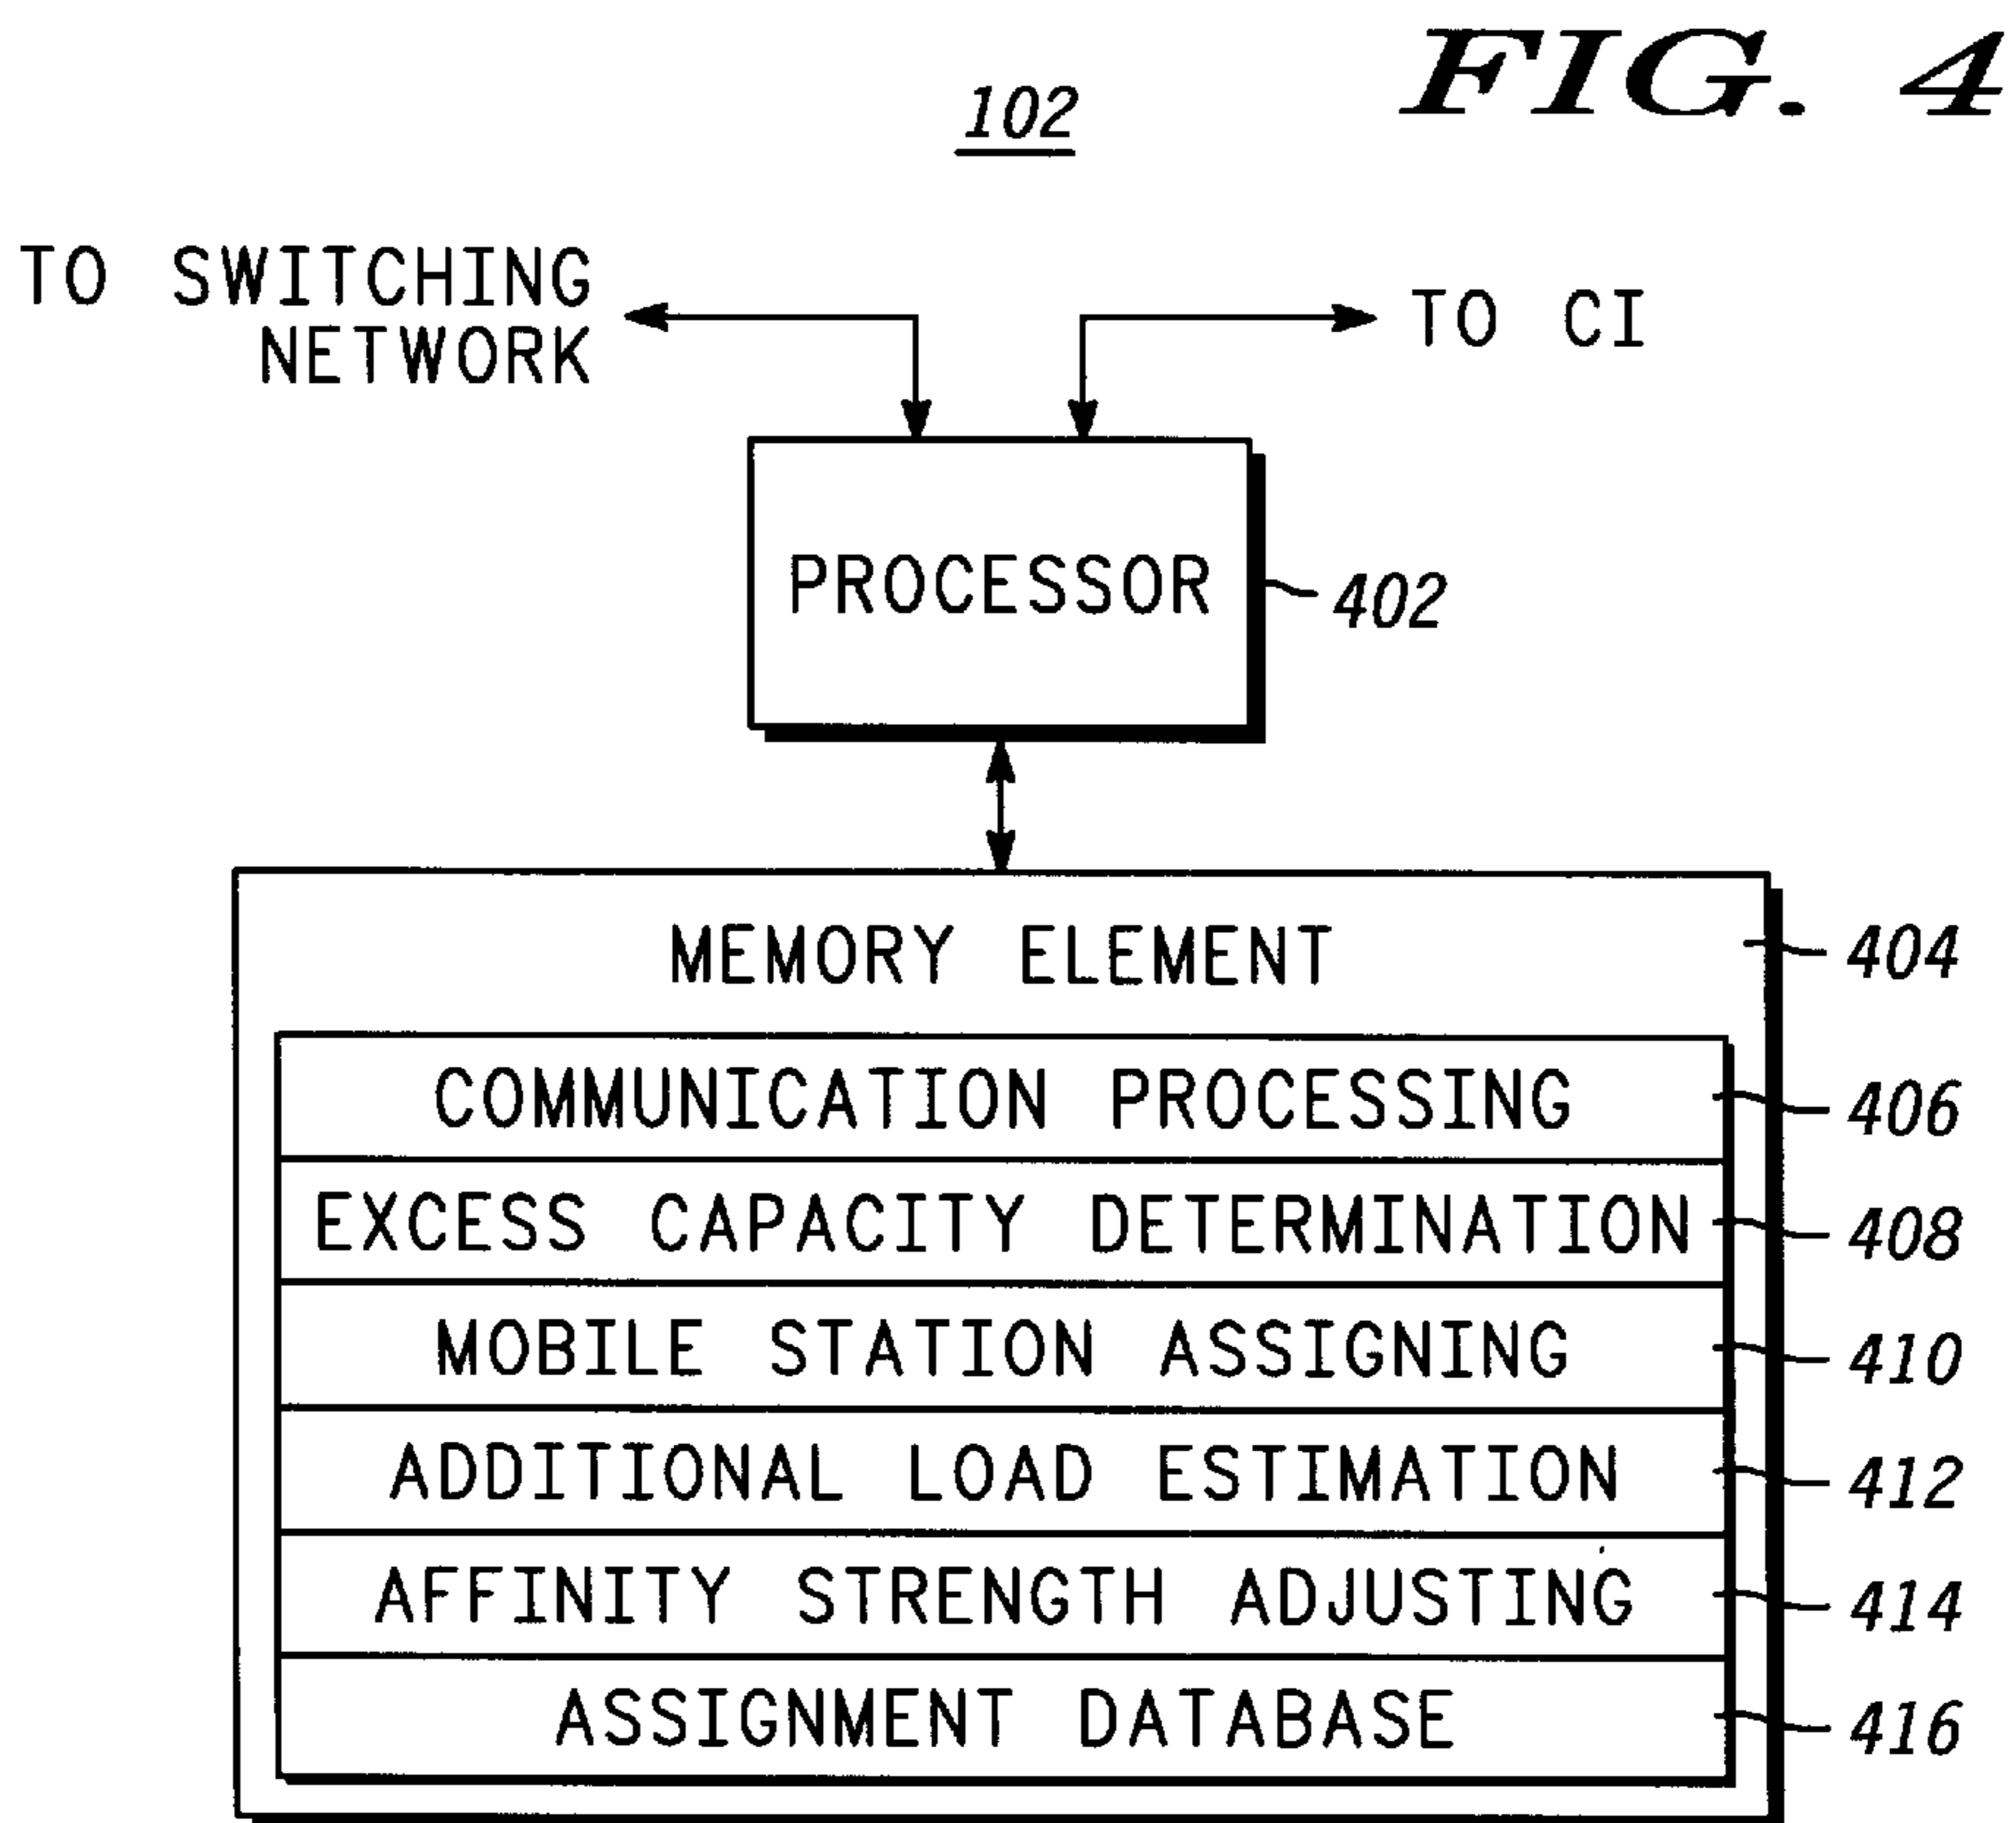 FIG. 4
102
TO SWITCHING
NETWORK
TO CI
PROCESSOR
402
MEMORY ELEMENT
404
COMMUNICATION PROCESSING
406
EXCESS CAPACITY DETERMINATION
408
MOBILE STATION ASSIGNING
410
ADDITIONAL LOAD ESTIMATION
412
AFFINITY STRENGTH ADJUSTING
414
ASSIGNMENT DATABASE
416